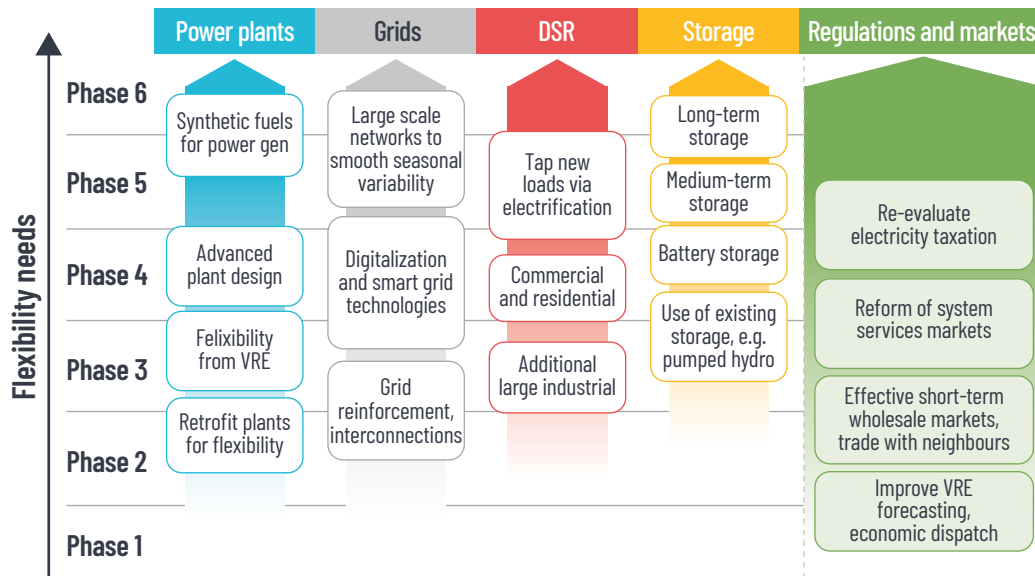 Power plants
Grids
DSR
Storage
Regulations and markets
Flexibility needs
Phase 6
Phase 5
Phase 4
Phase 3
Phase 2
Phase 1
Synthetic fuels
for power gen
Advanced
plant design
Felixibility
from VRE
Retrofit plants
for flexibility
Large scale
networks to
smooth seasonal
variability
Digitalization
and smart grid
technologies
Grid
reinforcement,
interconnections
Tap new
loads via
electrification
Commercial
and residential
Additional
large industrial
Long-term
storage
Medium-term
storage
Battery storage
Use of existing
storage, e.g.
pumped hydro
Re-evaluate
electricity taxation
Reform of system
services markets
Effective short-term
wholesale markets,
trade with neighbours
Improve VRE
forecasting,
economic dispatch